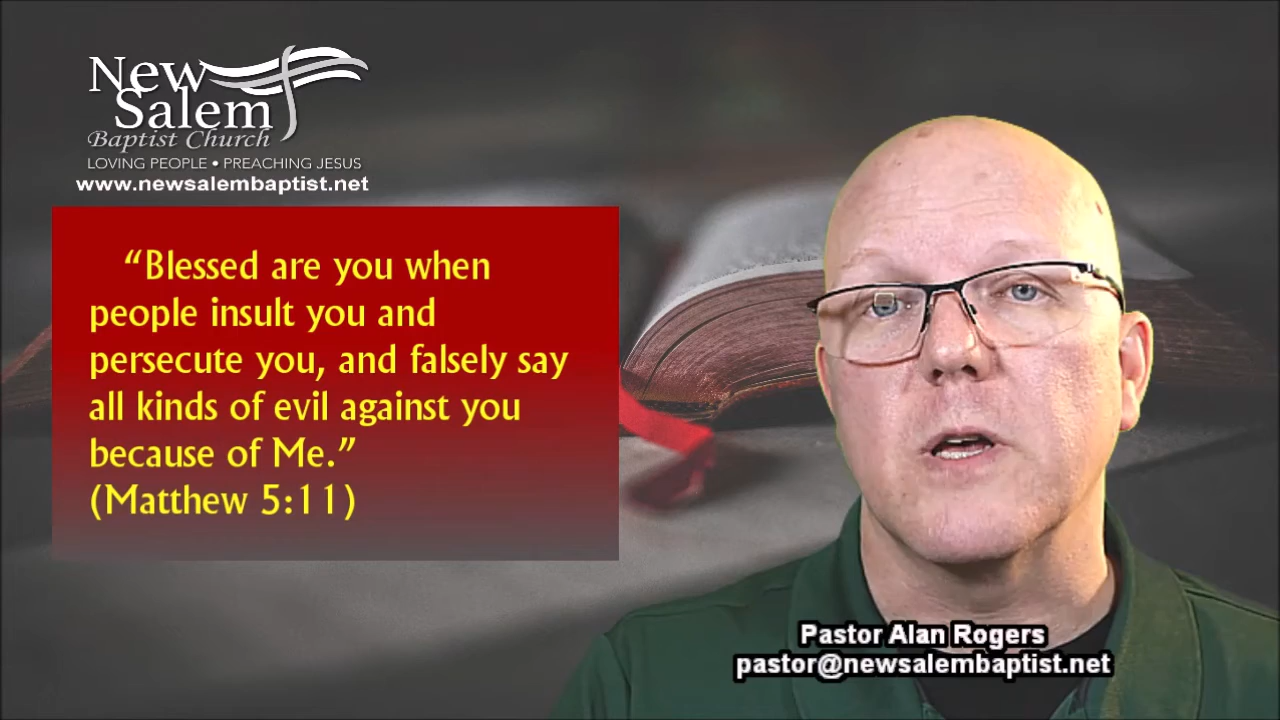 New
Salem
Baptist Church
LOVING PEOPLE • PREACHING JESUS
www.newsalembaptist.net
“Blessed are you when
people insult you and
persecute you, and falsely say
all kinds of evil against you
because of Me.”
(Matthew 5:11)
Pastor Alan Rogers
pastor@newsalembaptist.net